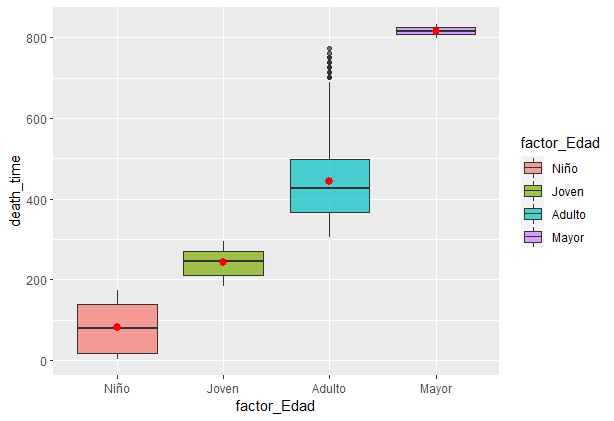 800
600
400
200
0
death_time
Niño
Joven
Adulto
Mayor
factor_Edad
factor_Edad
Niño
Joven
Adulto
Mayor